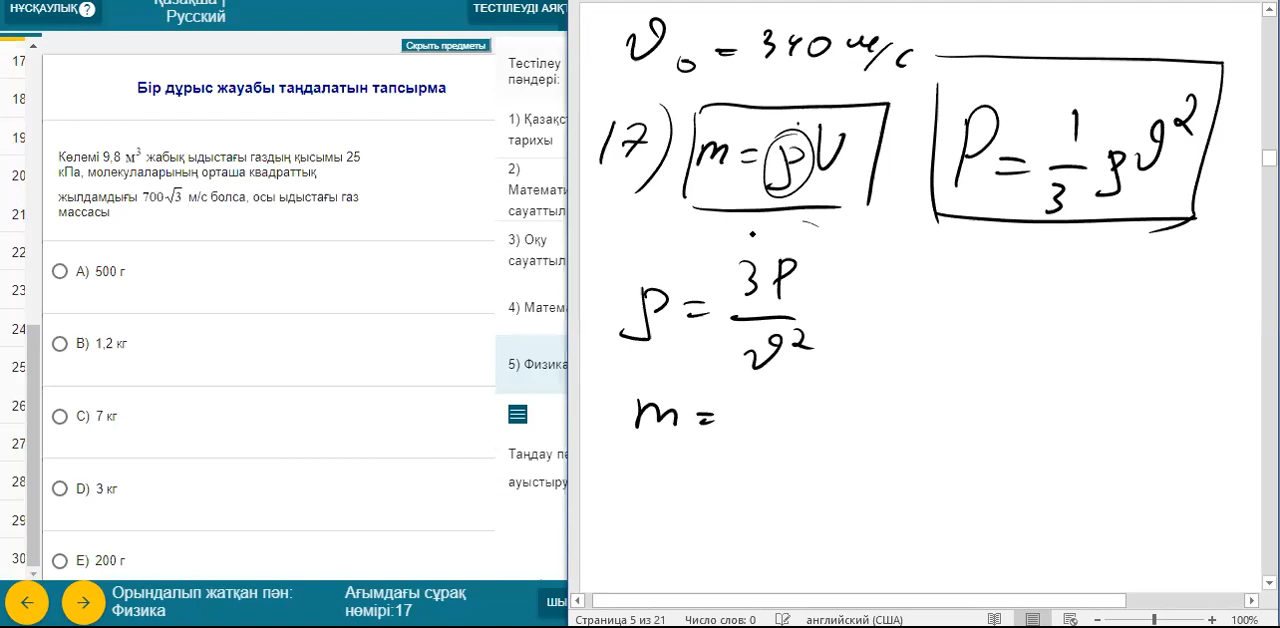 НҰСҚАУЛЫҚ ?
Қазақша |
Русский
ТЕСТІЛЕУДІ АЯҚТ
Скрыть предметы
17
18
19
20
21
22
23
24
25
26
27
28
29
30
Бір дұрыс жауабы таңдалатын тапсырма
Көлемі 9,8 м³ жабық ыдыстағы газдың қысымы 25
кПа, молекулаларының орташа квадраттық
жылдамдығы 700√3 м/с болса, осы ыдыстағы газ
массасы
A) 500 г
B) 1,2 кг
C) 7 кг
D) 3 кг
E) 200 г
Тестілеу
пәндері:
1) Қазақс
тарихы
2)
Математи
сауаттыл
3) Оқу
сауаттыл
4) Матем
5) Физика
Таңдау пә
ауыстыру
Орындалып жатқан пән:
Физика
Ағымдағы сұрақ
нөмірі:17
ШЫ
ϑ₀ = 340 м/с
17) m = ρV
P = 1/3 ρϑ²
ρ = 3P/ϑ²
m =
Страница 5 из 21
Число слов: 0
английский (США)
100%